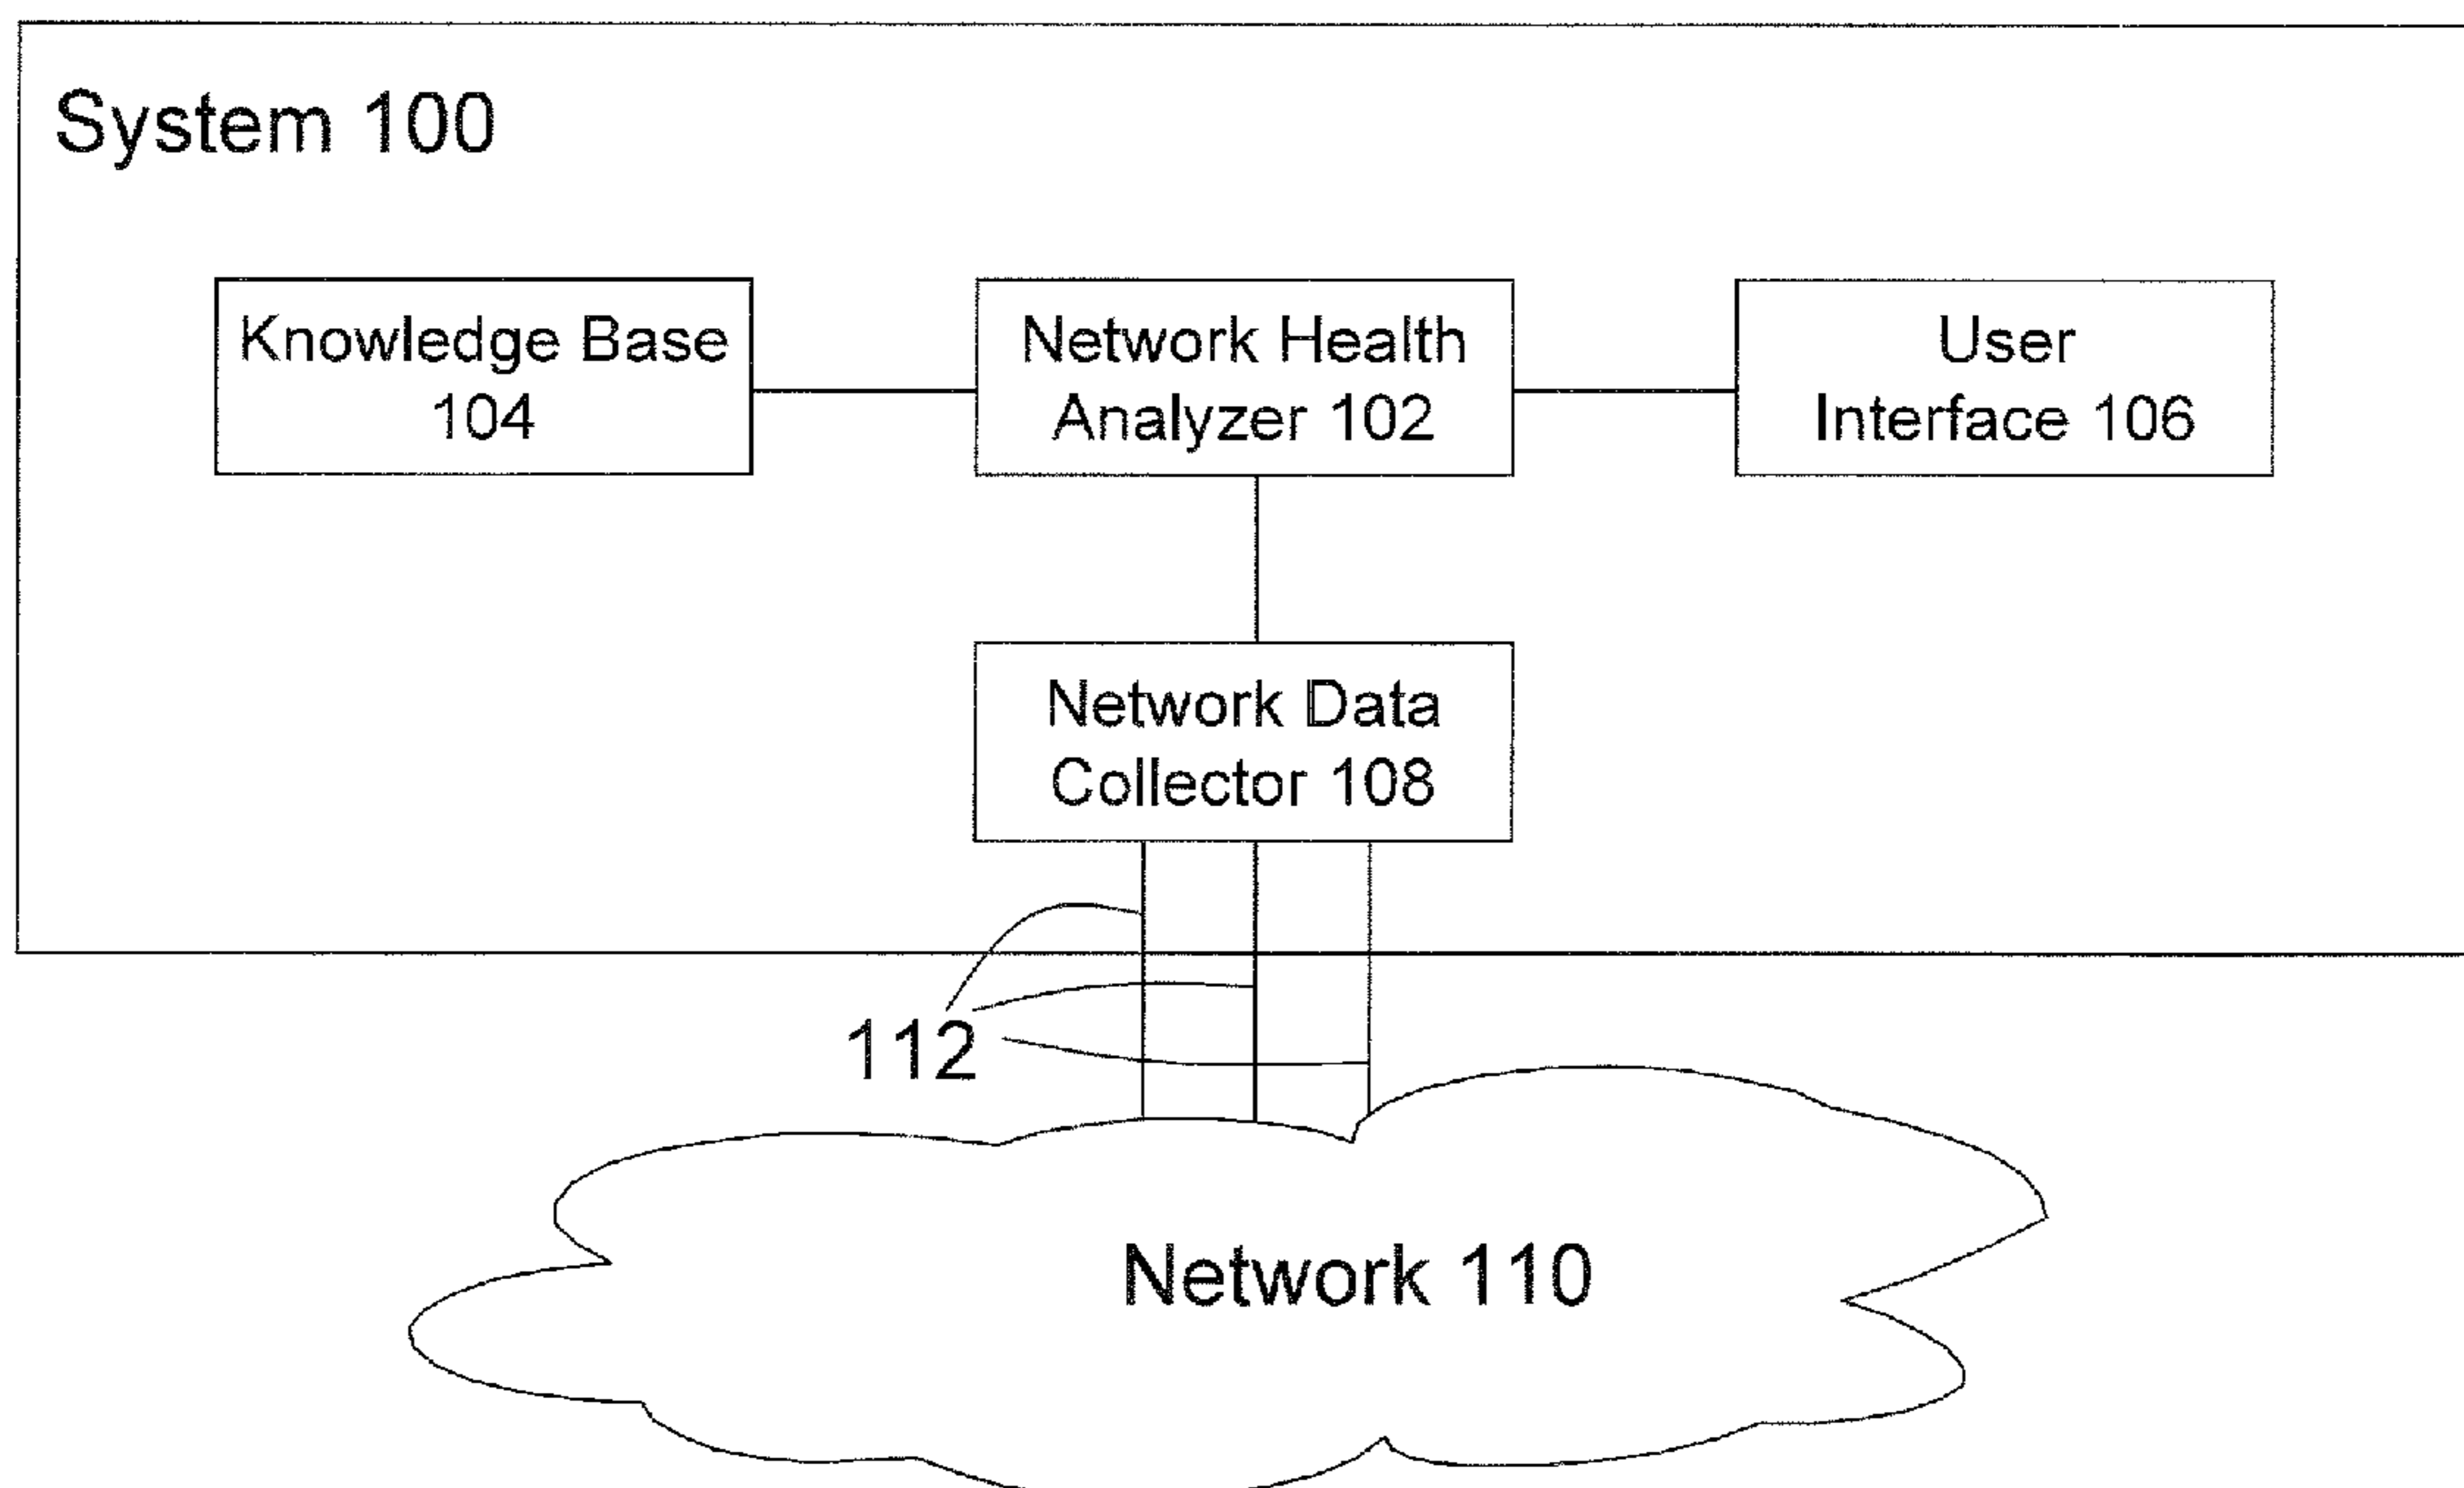 System 100
Knowledge Base
104
Network Health
Analyzer 102
User
Interface 106
Network Data
Collector 108
112
Network 110